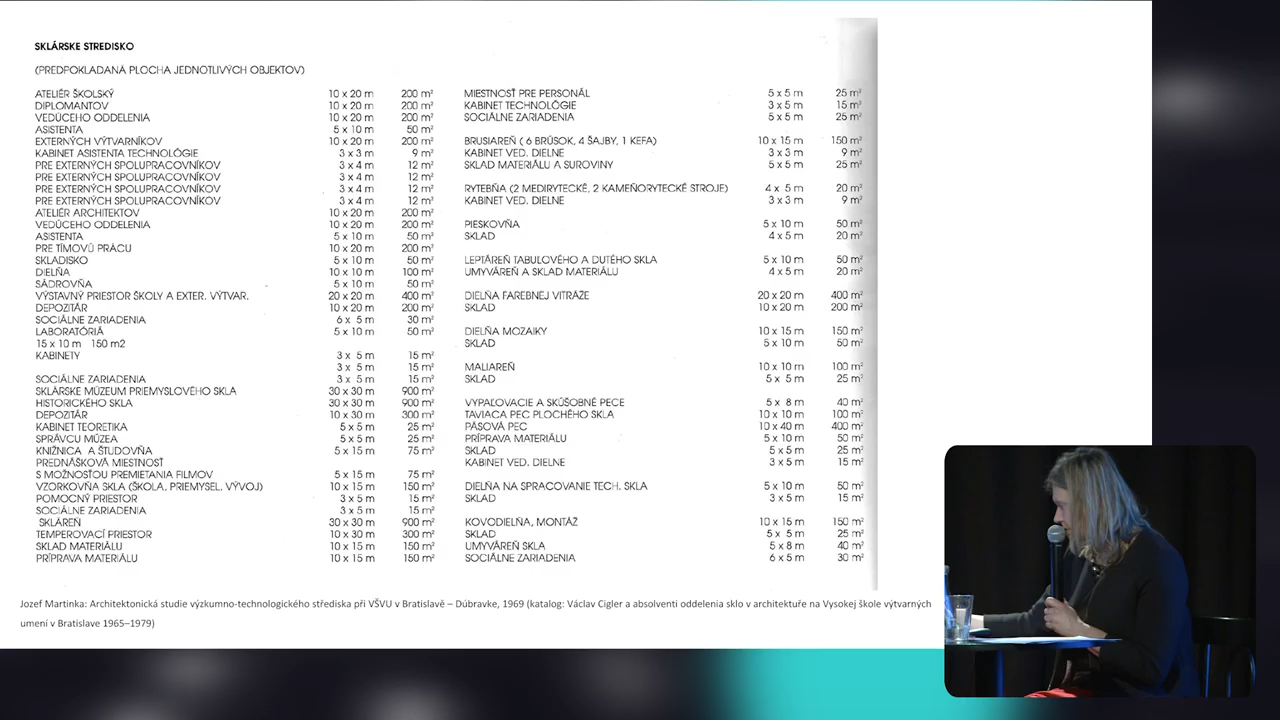 SKLÁRSKE STREDISKO
(PREDPOKLADANÁ PLOCHA JEDNOTLIVÝCH OBJEKTOV)
ATELIÉR ŠKOLSKÝ 10 x 20 m 200 m²
DIPLOMANTOV 10 x 20 m 200 m²
VEDÚCEHO ODDELENIA 10 x 20 m 200 m²
ASISTENTA 5 x 10 m 50 m²
EXTERNÝCH VÝTVARNÍKOV 10 x 20 m 200 m²
KABINET ASISTENTA TECHNOLÓGIE 3 x 3 m 9 m²
PRE EXTERNÝCH SPOLUPRACOVNÍKOV 3 x 4 m 12 m²
PRE EXTERNÝCH SPOLUPRACOVNÍKOV 3 x 4 m 12 m²
PRE EXTERNÝCH SPOLUPRACOVNÍKOV 3 x 4 m 12 m²
PRE EXTERNÝCH SPOLUPRACOVNÍKOV 3 x 4 m 12 m²
ATELIÉR ARCHITEKTOV 10 x 20 m 200 m²
VEDÚCEHO ODDELENIA 10 x 20 m 200 m²
ASISTENTA 5 x 10 m 50 m²
PRE TÍMOVÚ PRÁCU 10 x 20 m 200 m²
SKLADISKO 5 x 10 m 50 m²
DIELŇA 10 x 10 m 100 m²
SÁDROVŇA 5 x 10 m 50 m²
VÝSTAVNÝ PRIESTOR ŠKOLY A EXTER. VÝTVAR. 20 x 20 m 400 m²
DEPOZITÁR 10 x 20 m 200 m²
SOCIÁLNE ZARIADENIA 6 x 5 m 30 m²
LABORATÓRIÁ 5 x 10 m 50 m²
15 x 10 m 150 m2
KABINETY 3 x 5 m 15 m²
3 x 5 m 15 m²
SOCIÁLNE ZARIADENIA 3 x 5 m 15 m²
SKLÁRSKE MÚZEUM PRIEMYSLOVÉHO SKLA 30 x 30 m 900 m²
HISTORICKÉHO SKLA 30 x 30 m 900 m²
DEPOZITÁR 10 x 30 m 300 m²
KABINET TEORETIKA 5 x 5 m 25 m²
SPRÁVCU MÚZEA 5 x 5 m 25 m²
KNIŽNICA A ŠTUDOVŇA 5 x 15 m 75 m²
PREDNÁŠKOVÁ MIESTNOSŤ
S MOŽNOSŤOU PREMIETANIA FILMOV 5 x 15 m 75 m²
VZORKOVŇA SKLA (ŠKOLA, PRIEMYSEL, VÝVOJ) 10 x 15 m 150 m²
POMOCNÝ PRIESTOR 3 x 5 m 15 m²
SOCIÁLNE ZARIADENIA 3 x 5 m 15 m²
SKLÁREŇ 30 x 30 m 900 m²
TEMPEROVACÍ PRIESTOR 10 x 30 m 300 m²
SKLAD MATERIÁLU 10 x 15 m 150 m²
PRÍPRAVA MATERIÁLU 10 x 15 m 150 m²
MIESTNOSŤ PRE PERSONÁL 5 x 5 m 25 m²
KABINET TECHNOLÓGIE 3 x 5 m 15 m²
SOCIÁLNE ZARIADENIA 5 x 5 m 25 m²
BRUSIAREŇ ( 6 BRÚSOK, 4 ŠAJBY, 1 KEFA) 10 x 15 m 150 m²
KABINET VED. DIELNE 3 x 3 m 9 m²
SKLAD MATERIÁLU A SUROVINY 5 x 5 m 25 m²
RYTEBŇA (2 MEDIRYTECKÉ, 2 KAMEŇORYTECKÉ STROJE) 4 x 5 m 20 m²
KABINET VED. DIELNE 3 x 3 m 9 m²
PIESKOVŇA 5 x 10 m 50 m²
SKLAD 4 x 5 m 20 m²
LEPTÁREŇ TABUĽOVÉHO A DUTÉHO SKLA 5 x 10 m 50 m²
UMYVÁREŇ A SKLAD MATERIÁLU 4 x 5 m 20 m²
DIELŇA FAREBNEJ VITRÁŽE 20 x 20 m 400 m²
SKLAD 10 x 20 m 200 m²
DIELŇA MOZAIKY 10 x 15 m 150 m²
SKLAD 5 x 10 m 50 m²
MALIAREŇ 10 x 10 m 100 m²
SKLAD 5 x 5 m 25 m²
VYPAĽOVACIE A SKÚŠOBNÉ PECE 5 x 8 m 40 m²
TAVIACA PEC PLOCHÉHO SKLA 10 x 10 m 100 m²
PÁSOVÁ PEC 10 x 40 m 400 m²
PRÍPRAVA MATERIÁLU 5 x 10 m 50 m²
SKLAD 5 x 5 m 25 m²
KABINET VED. DIELNE 3 x 5 m 15 m²
DIELŇA NA SPRACOVANIE TECH. SKLA 5 x 10 m 50 m²
SKLAD 3 x 5 m 15 m²
KOVODIELŇA, MONTÁŽ 10 x 15 m 150 m²
SKLAD 5 x 5 m 25 m²
UMYVÁREŇ SKLA 5 x 8 m 40 m²
SOCIÁLNE ZARIADENIA 6 x 5 m 30 m²
Jozef Martinka: Architektonická studie výzkumno-technologického střediska při VŠVU v Bratislavě – Dúbravke, 1969 (katalog: Václav Cigler a absolventi oddelenia sklo v architektuře na Vysokej škole výtvarných
umení v Bratislave 1965–1979)